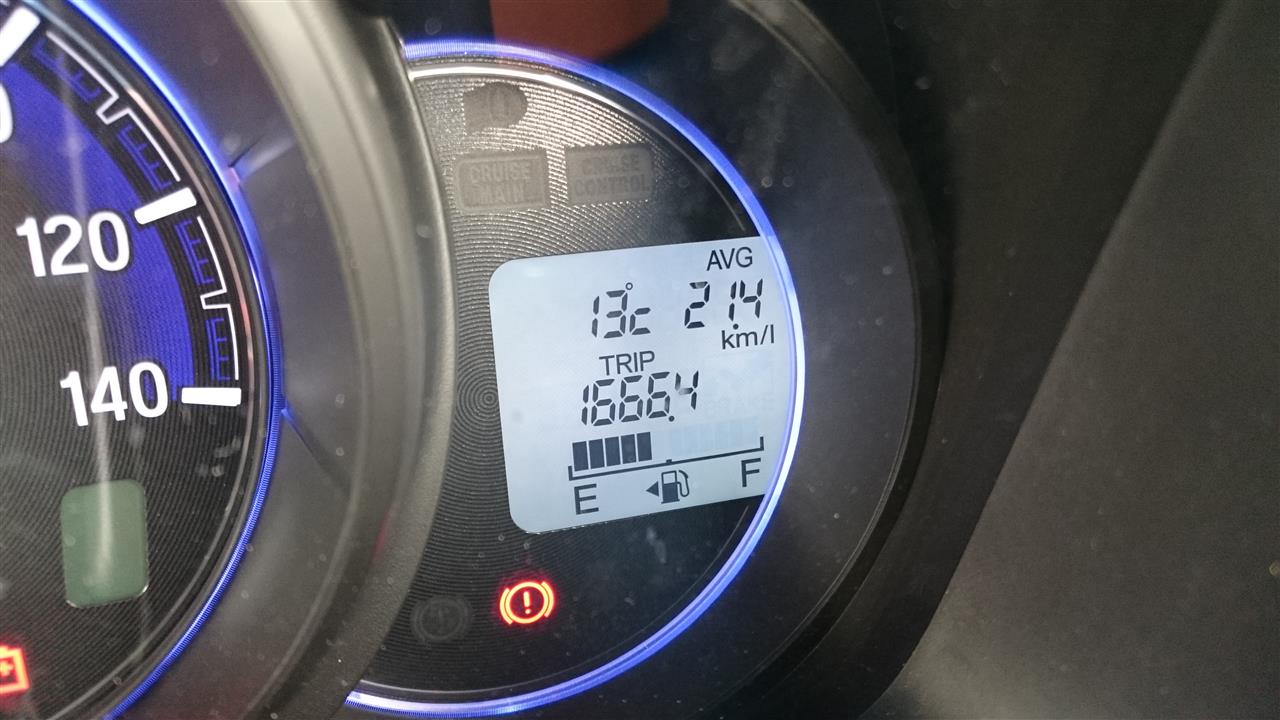 120
140
CRUISE
MAIN
CRUISE
CONTROL
AVG
13°c 21.4
km/l
TRIP
1666.4
E F